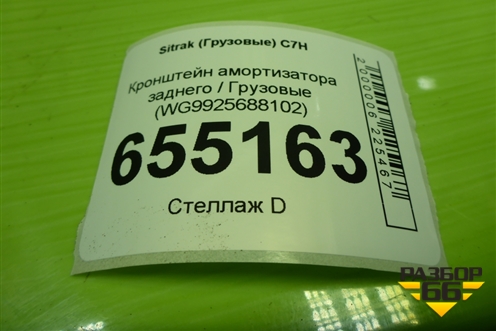 Sitrak (Грузовые) C7H
Кронштейн амортизатора
заднего / Грузовые
(WG9925688102)
655163
Стеллаж D
2000006225467
РАЗБОР
66